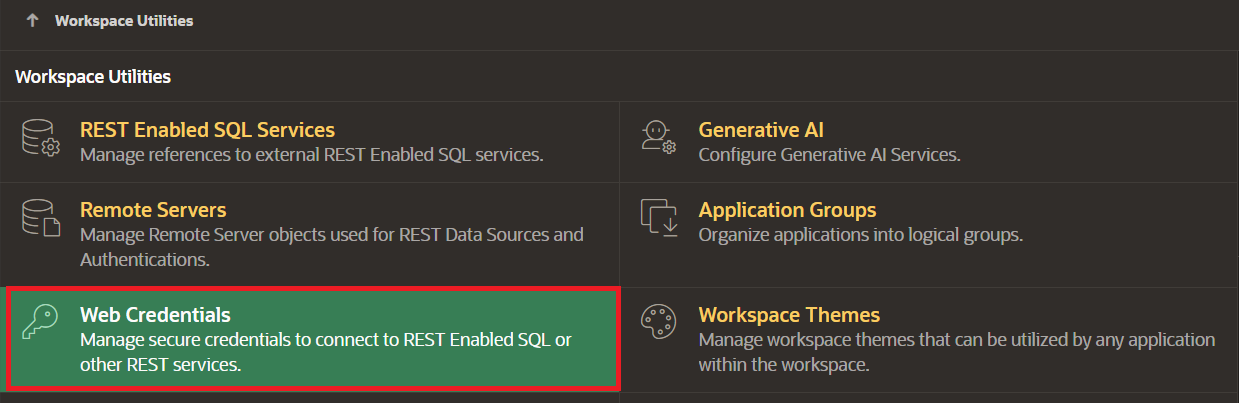 Workspace Utilities
Workspace Utilities
REST Enabled SQL Services
Manage references to external REST Enabled SQL services.
Generative AI
Configure Generative AI Services.
Remote Servers
Manage Remote Server objects used for REST Data Sources and
Authentications.
Application Groups
Organize applications into logical groups.
Web Credentials
Manage secure credentials to connect to REST Enabled SQL or
other REST services.
Workspace Themes
Manage workspace themes that can be utilized by any application
within the workspace.